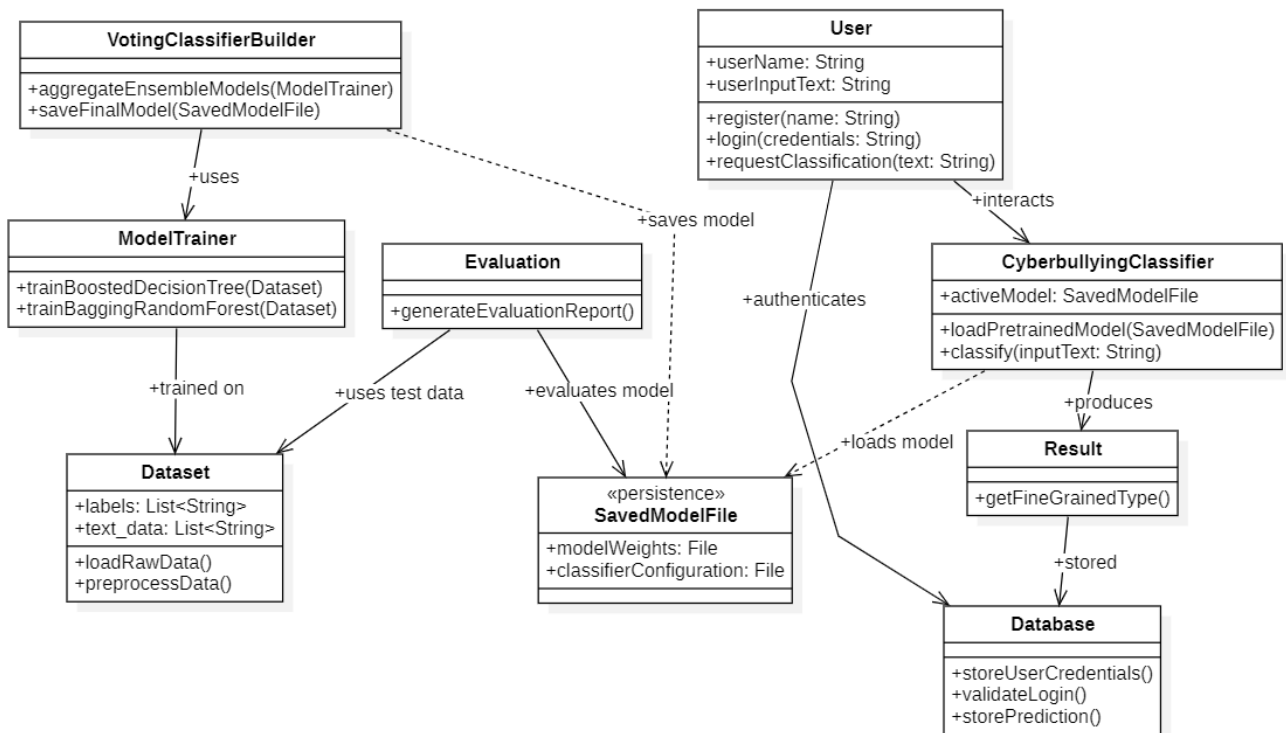 VotingClassifierBuilder
+aggregateEnsembleModels(ModelTrainer)
+saveFinalModel(SavedModelFile)
User
+userName: String
+userInputText: String
+register(name: String)
+login(credentials: String)
+requestClassification(text: String)
+uses
+saves model
+interacts
ModelTrainer
+trainBoostedDecisionTree(Dataset)
+trainBaggingRandomForest(Dataset)
Evaluation
+generateEvaluationReport()
+authenticates
CyberbullyingClassifier
+activeModel: SavedModelFile
+loadPretrainedModel(SavedModelFile)
+classify(inputText: String)
+trained on
+uses test data
+evaluates model
+loads model
+produces
Dataset
+labels: List<String>
+text_data: List<String>
+loadRawData()
+preprocessData()
«persistence»
SavedModelFile
+modelWeights: File
+classifierConfiguration: File
Result
+getFineGrainedType()
+stored
Database
+storeUserCredentials()
+validateLogin()
+storePrediction()